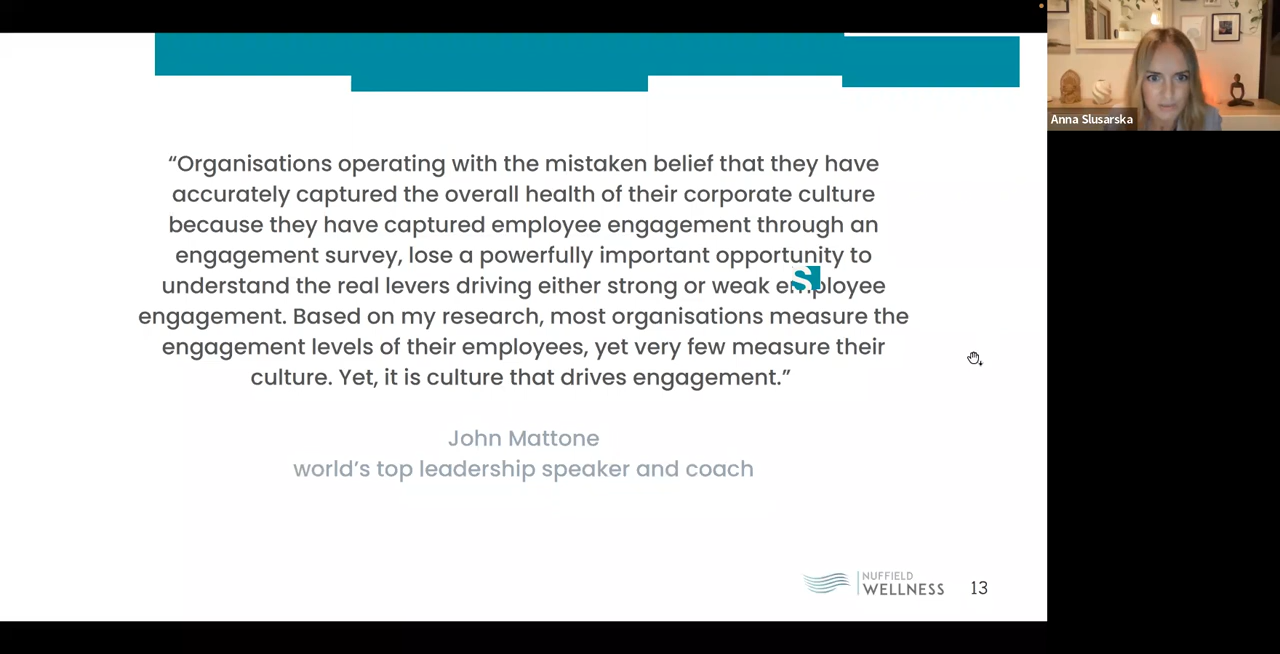 “Organisations operating with the mistaken belief that they have
accurately captured the overall health of their corporate culture
because they have captured employee engagement through an
engagement survey, lose a powerfully important opportunity to
understand the real levers driving either strong or weak employee
engagement. Based on my research, most organisations measure the
engagement levels of their employees, yet very few measure their
culture. Yet, it is culture that drives engagement.”
John Mattone
world’s top leadership speaker and coach
S
NUFFIELD
WELLNESS
13
Anna Slusarska